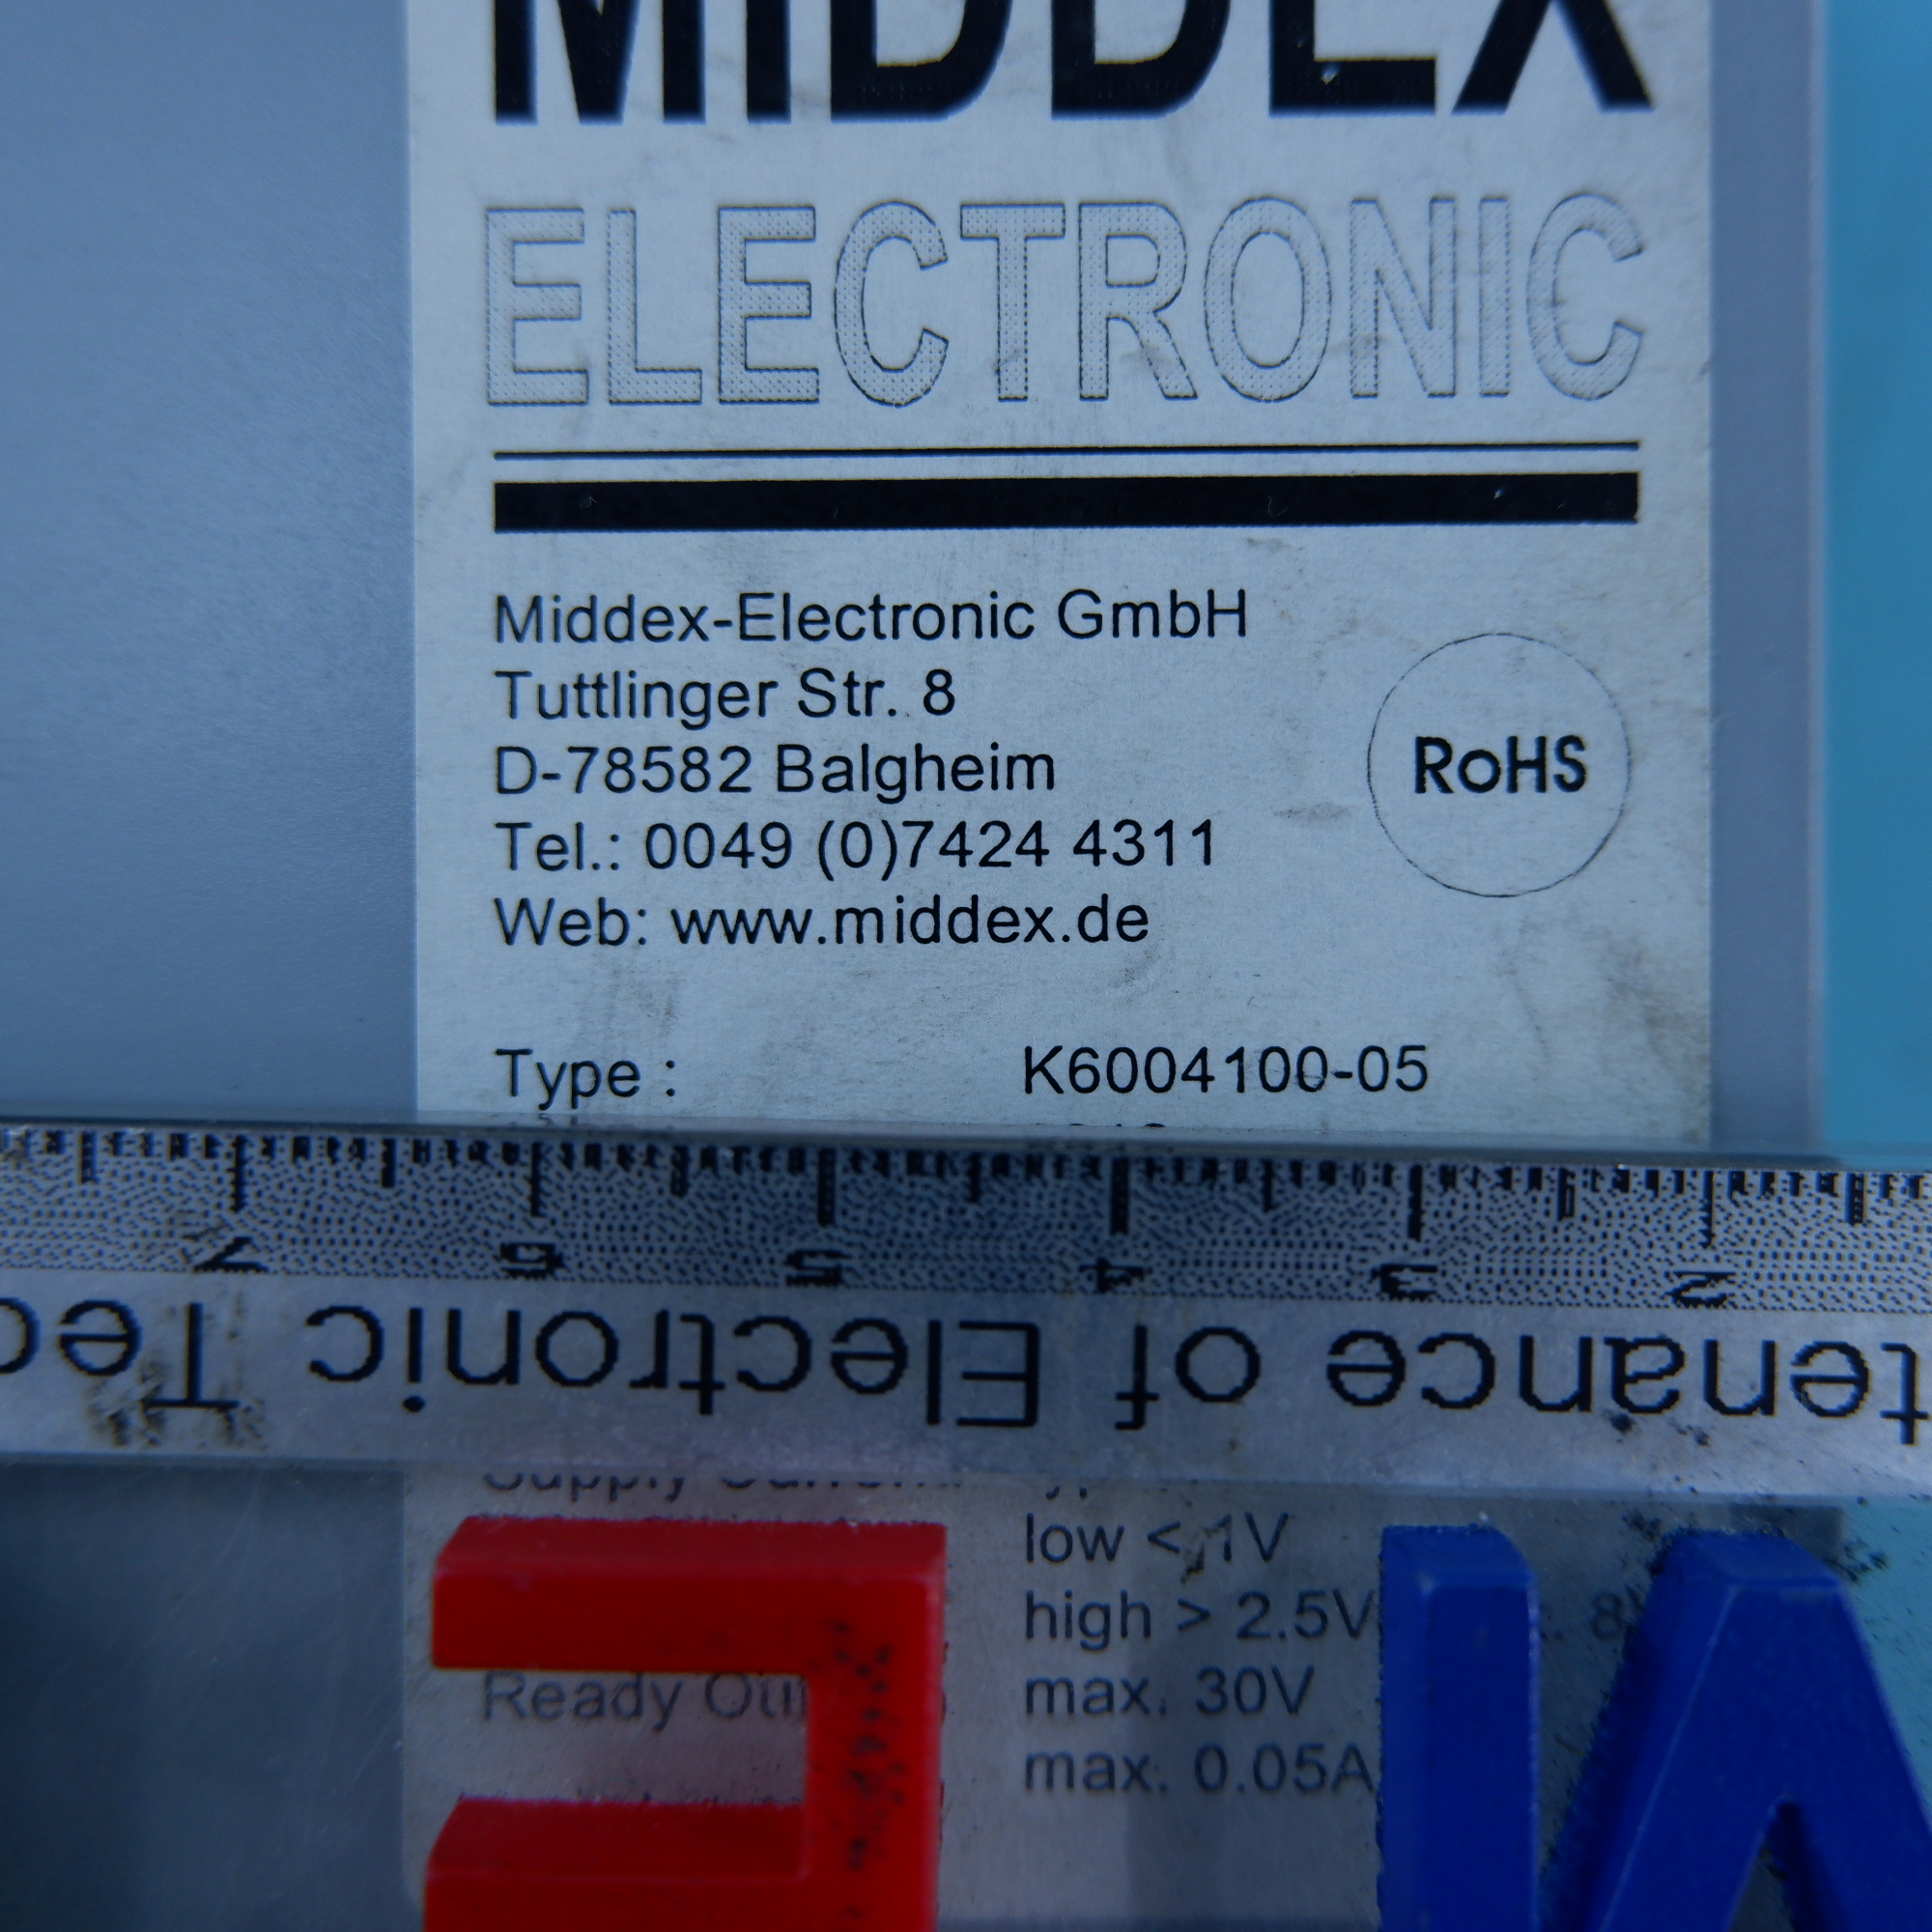 MIDDEX
ELECTRONIC
Middex-Electronic GmbH
Tuttlinger Str. 8
D-78582 Balgheim
Tel.: 0049 (0)7424 4311
Web: www.middex.de
RoHS
Type : K6004100-05
7 6 5 4 3 2
tenance of Electronic Tec
Supply
low < 1V
high > 2.5V
Ready max. 30V
max. 0.05A